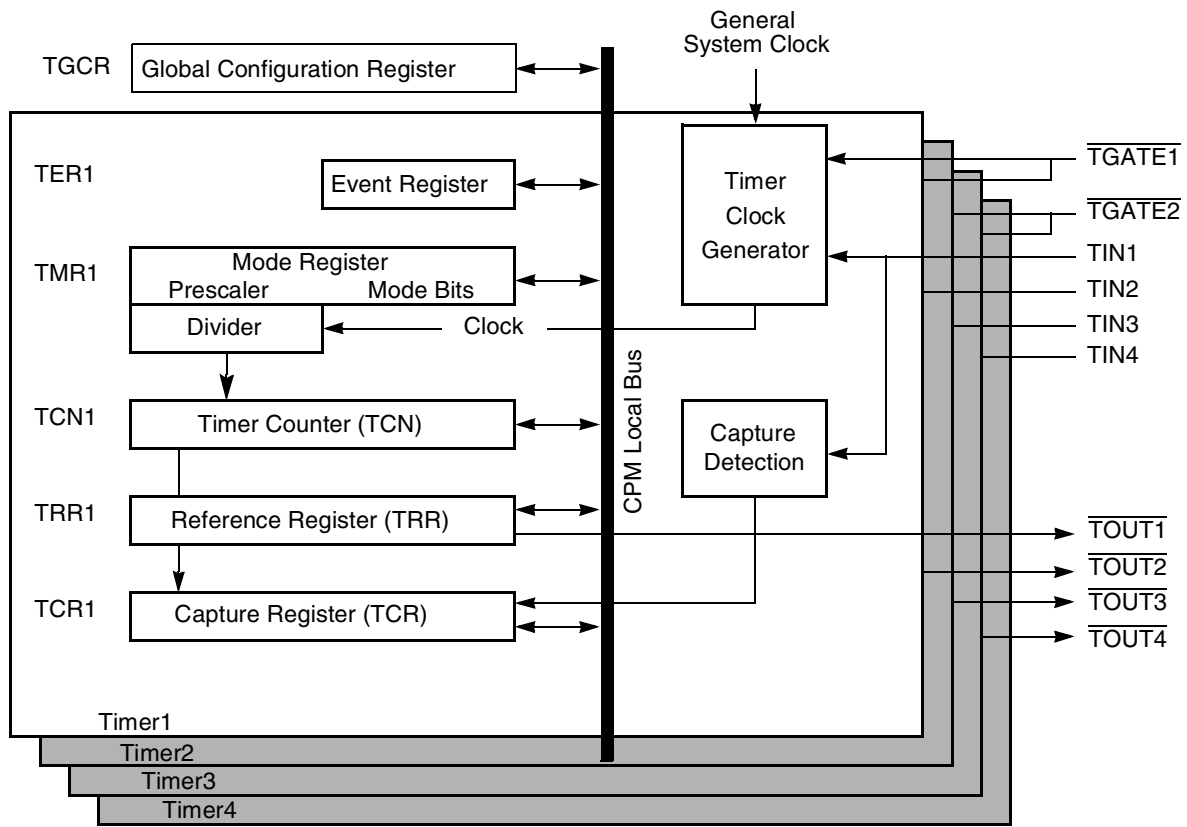 General
System Clock
TGCR
Global Configuration Register
TER1
Event Register
Timer
Clock
Generator
TGATE1
TGATE2
TIN1
TIN2
TIN3
TIN4
TMR1
Mode Register
Prescaler Mode Bits
Divider
Clock
CPM Local Bus
TCN1
Timer Counter (TCN)
Capture
Detection
TRR1
Reference Register (TRR)
TCR1
Capture Register (TCR)
TOUT1
TOUT2
TOUT3
TOUT4
Timer1
Timer2
Timer3
Timer4